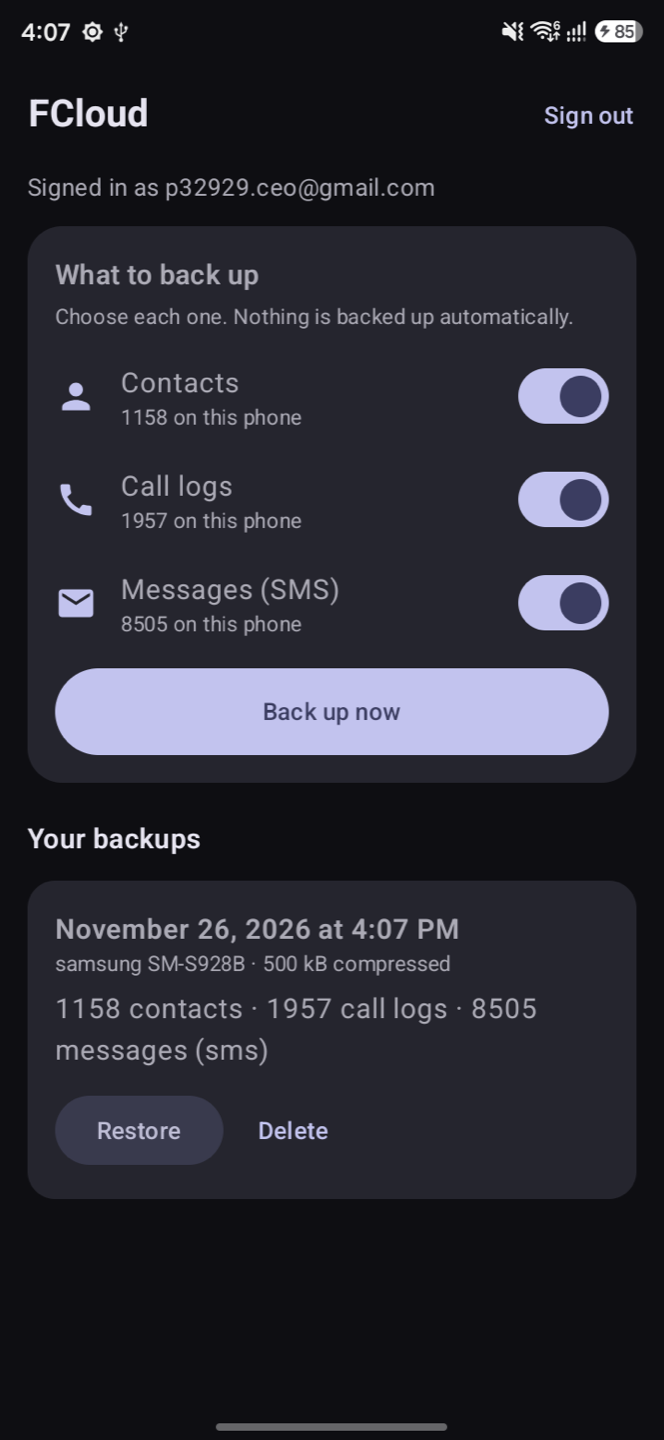 4:07
6
85
FCloud
Sign out
Signed in as p32929.ceo@gmail.com
What to back up
Choose each one. Nothing is backed up automatically.
Contacts
1158 on this phone
Call logs
1957 on this phone
Messages (SMS)
8505 on this phone
Back up now
Your backups
November 26, 2026 at 4:07 PM
samsung SM-S928B · 500 kB compressed
1158 contacts · 1957 call logs · 8505
messages (sms)
Restore
Delete